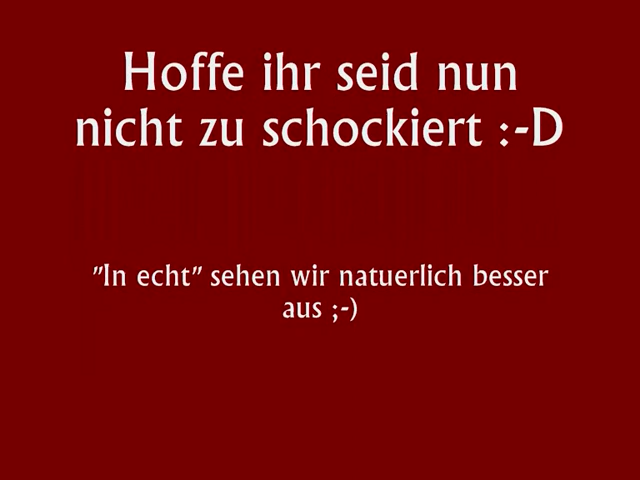 Hoffe ihr seid nun
nicht zu schockiert :-D
"In echt" sehen wir natuerlich besser
aus ;-)